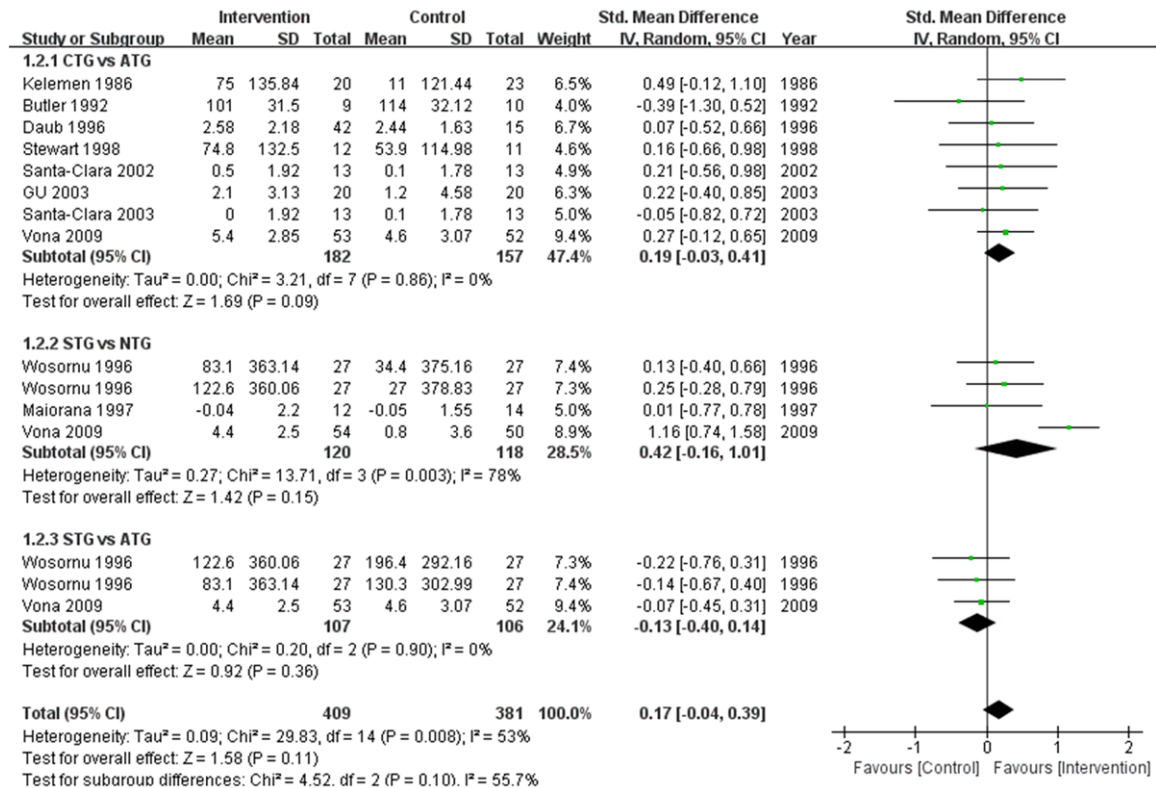 Intervention Control Std. Mean Difference Std. Mean Difference
Study or Subgroup Mean SD Total Mean SD Total Weight IV, Random, 95% CI Year IV, Random, 95% CI
1.2.1 CTG vs ATG
Kelemen 1986 75 135.84 20 11 121.44 23 6.5% 0.49 [-0.12, 1.10] 1986
Butler 1992 101 31.5 9 114 32.12 10 4.0% -0.39 [-1.30, 0.52] 1992
Daub 1996 2.58 2.18 42 2.44 1.63 15 6.7% 0.07 [-0.52, 0.66] 1996
Stewart 1998 74.8 132.5 12 53.9 114.98 11 4.6% 0.16 [-0.66, 0.98] 1998
Santa-Clara 2002 0.5 1.92 13 0.1 1.78 13 4.9% 0.21 [-0.56, 0.98] 2002
GU 2003 2.1 3.13 20 1.2 4.58 20 6.3% 0.22 [-0.40, 0.85] 2003
Santa-Clara 2003 0 1.92 13 0.1 1.78 13 5.0% -0.05 [-0.82, 0.72] 2003
Vona 2009 5.4 2.85 53 4.6 3.07 52 9.4% 0.27 [-0.12, 0.65] 2009
Subtotal (95% CI) 182 157 47.4% 0.19 [-0.03, 0.41]
Heterogeneity: Tau² = 0.00; Chi² = 3.21, df = 7 (P = 0.86); I² = 0%
Test for overall effect: Z = 1.69 (P = 0.09)
1.2.2 STG vs NTG
Wosornu 1996 83.1 363.14 27 34.4 375.16 27 7.4% 0.13 [-0.40, 0.66] 1996
Wosornu 1996 122.6 360.06 27 27 378.83 27 7.3% 0.25 [-0.28, 0.79] 1996
Maiorana 1997 -0.04 2.2 12 -0.05 1.55 14 5.0% 0.01 [-0.77, 0.78] 1997
Vona 2009 4.4 2.5 54 0.8 3.6 50 8.9% 1.16 [0.74, 1.58] 2009
Subtotal (95% CI) 120 118 28.5% 0.42 [-0.16, 1.01]
Heterogeneity: Tau² = 0.27; Chi² = 13.71, df = 3 (P = 0.003); I² = 78%
Test for overall effect: Z = 1.42 (P = 0.15)
1.2.3 STG vs ATG
Wosornu 1996 122.6 360.06 27 196.4 292.16 27 7.3% -0.22 [-0.76, 0.31] 1996
Wosornu 1996 83.1 363.14 27 130.3 302.99 27 7.4% -0.14 [-0.67, 0.40] 1996
Vona 2009 4.4 2.5 53 4.6 3.07 52 9.4% -0.07 [-0.45, 0.31] 2009
Subtotal (95% CI) 107 106 24.1% -0.13 [-0.40, 0.14]
Heterogeneity: Tau² = 0.00; Chi² = 0.20, df = 2 (P = 0.90); I² = 0%
Test for overall effect: Z = 0.92 (P = 0.36)
Total (95% CI) 409 381 100.0% 0.17 [-0.04, 0.39]
Heterogeneity: Tau² = 0.09; Chi² = 29.83, df = 14 (P = 0.008); I² = 53%
Test for overall effect: Z = 1.58 (P = 0.11)
Test for subgroup differences: Chi² = 4.52, df = 2 (P = 0.10), I² = 55.7%
-2 -1 0 1 2
Favours [Control] Favours [Intervention]